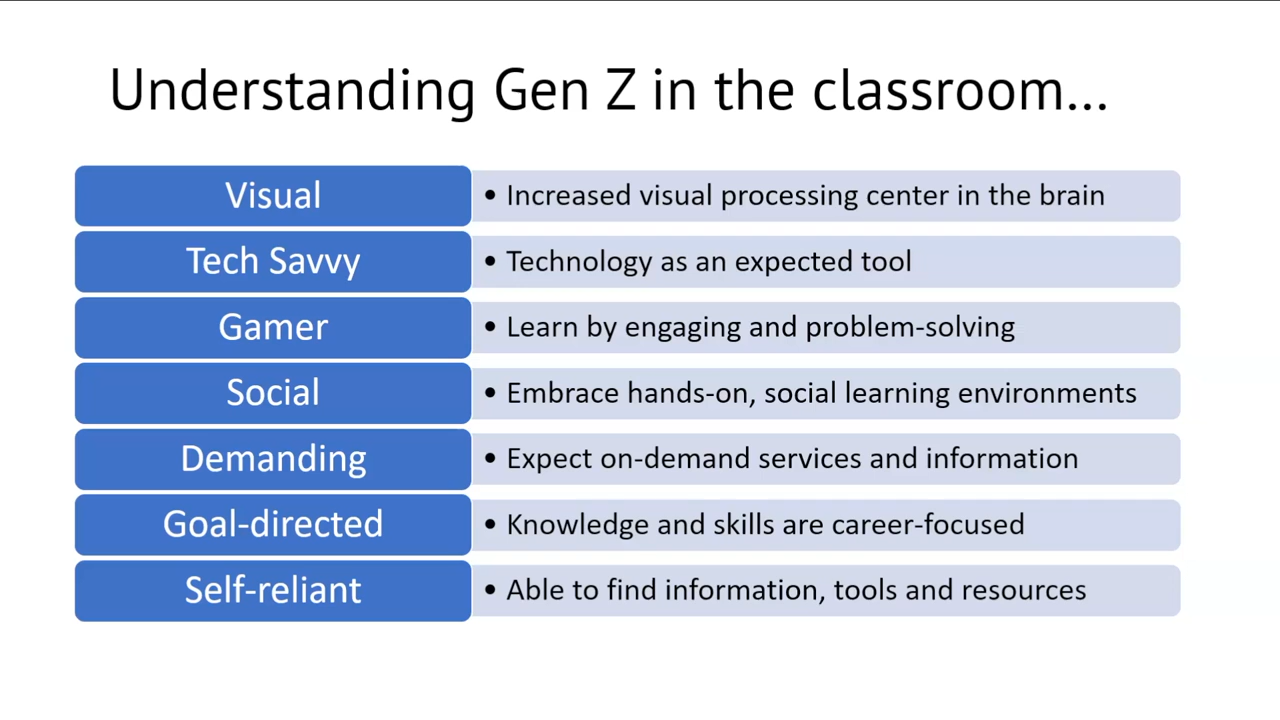 Understanding Gen Z in the classroom...
Visual
• Increased visual processing center in the brain
Tech Savvy
• Technology as an expected tool
Gamer
• Learn by engaging and problem-solving
Social
• Embrace hands-on, social learning environments
Demanding
• Expect on-demand services and information
Goal-directed
• Knowledge and skills are career-focused
Self-reliant
• Able to find information, tools and resources